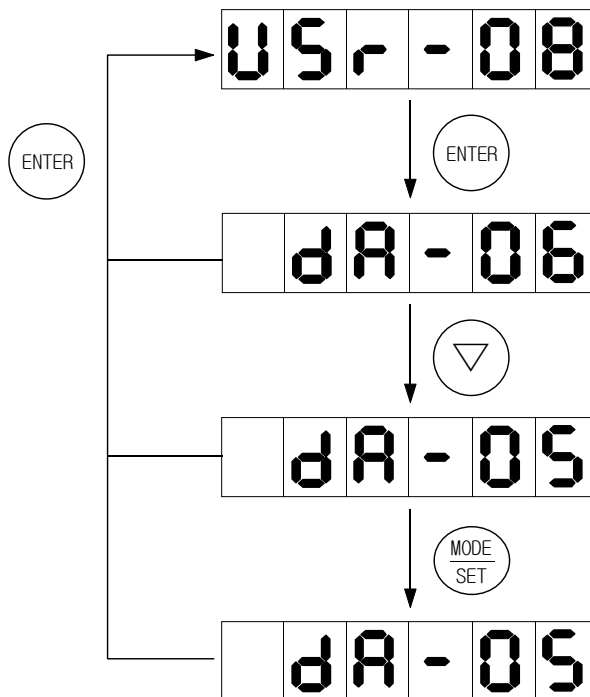 USr-08
ENTER
ENTER
dA-06
dA-05
MODE
SET
dA-05